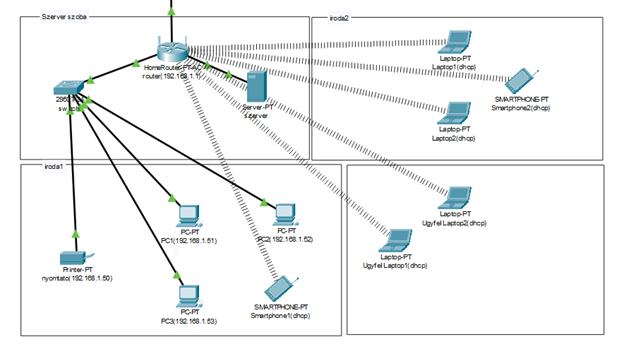 Szerver szoba
iroda2
HomeRouter-PT-AC
router(192.168.1.1)
Server-PT
szerver
switch
Laptop-PT
Laptop1(dhcp)
SMARTPHONE-PT
Smartphone2(dhcp)
Laptop-PT
Laptop2(dhcp)
iroda1
Printer-PT
nyomtato(192.168.1.50)
PC-PT
PC1(192.168.1.51)
PC-PT
PC2(192.168.1.52)
PC-PT
PC3(192.168.1.53)
SMARTPHONE-PT
Smartphone1(dhcp)
Laptop-PT
Ugyfel Laptop2(dhcp)
Laptop-PT
Ugyfel Laptop1(dhcp)